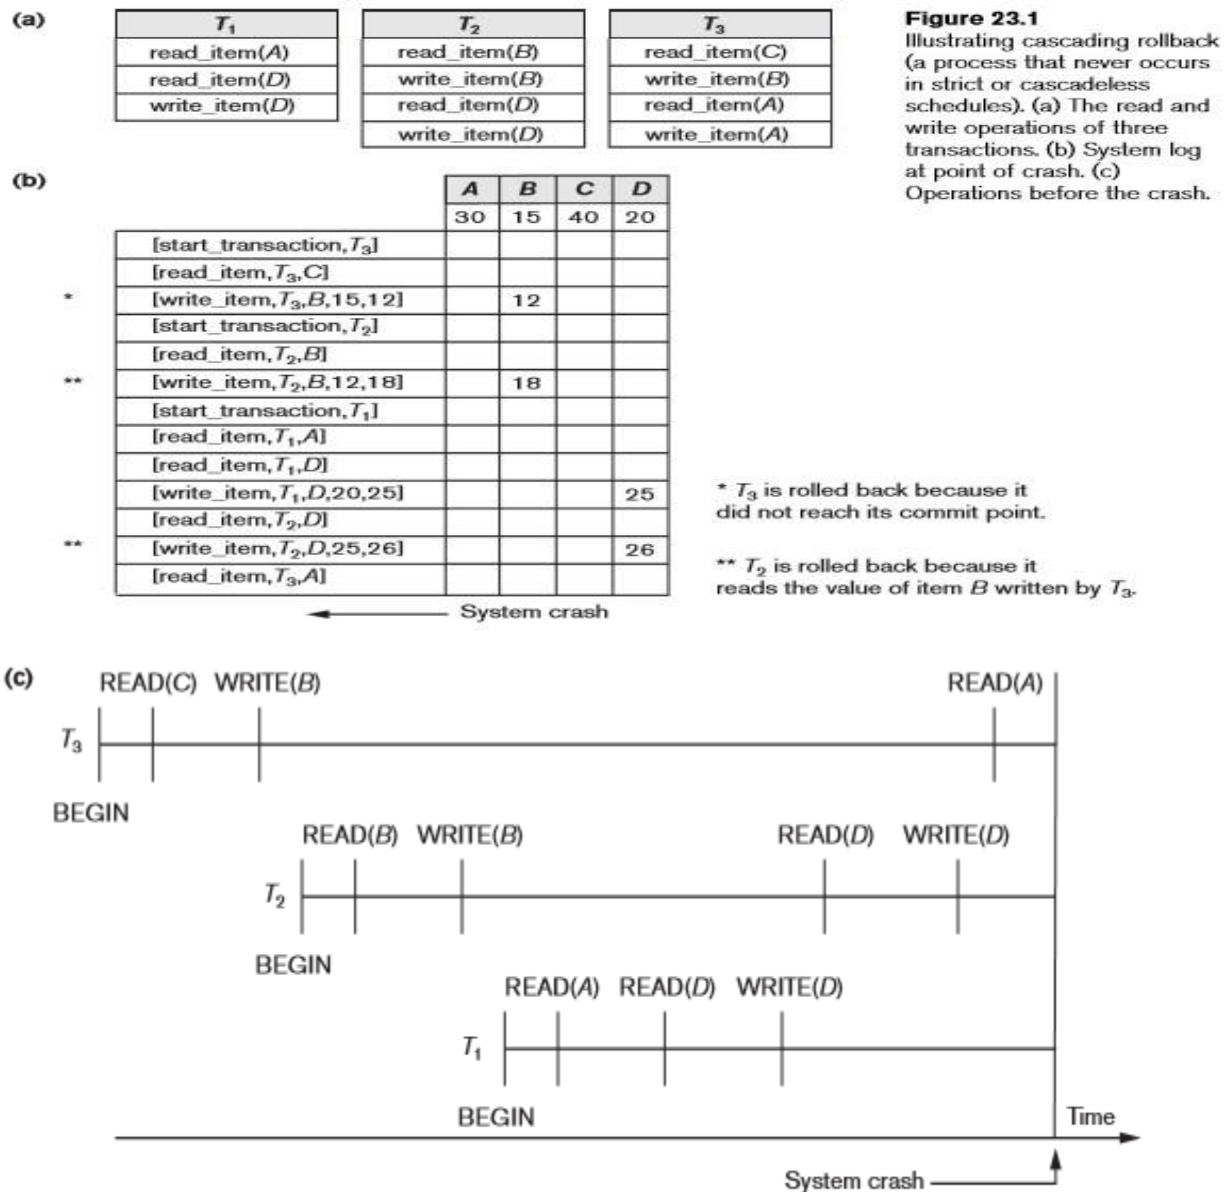 (a)
T1 T2 T3
read_item(A) read_item(B) read_item(C)
read_item(D) write_item(B) write_item(B)
write_item(D) read_item(D) read_item(A)
write_item(D) write_item(A)
Figure 23.1
Illustrating cascading rollback
(a process that never occurs
in strict or cascadeless
schedules). (a) The read and
write operations of three
transactions. (b) System log
at point of crash. (c)
Operations before the crash.
(b)
A B C D
30 15 40 20
[start_transaction,T3]
[read_item,T3,C]
* [write_item,T3,B,15,12] 12
[start_transaction,T2]
[read_item,T2,B]
** [write_item,T2,B,12,18] 18
[start_transaction,T1]
[read_item,T1,A]
[read_item,T1,D]
[write_item,T1,D,20,25] 25
[read_item,T2,D]
** [write_item,T2,D,25,26] 26
[read_item,T3,A]
System crash
* T3 is rolled back because it
did not reach its commit point.
** T2 is rolled back because it
reads the value of item B written by T3.
(c)
READ(C) WRITE(B) READ(A)
T3
BEGIN
READ(B) WRITE(B) READ(D) WRITE(D)
T2
BEGIN
READ(A) READ(D) WRITE(D)
T1
BEGIN
Time
System crash